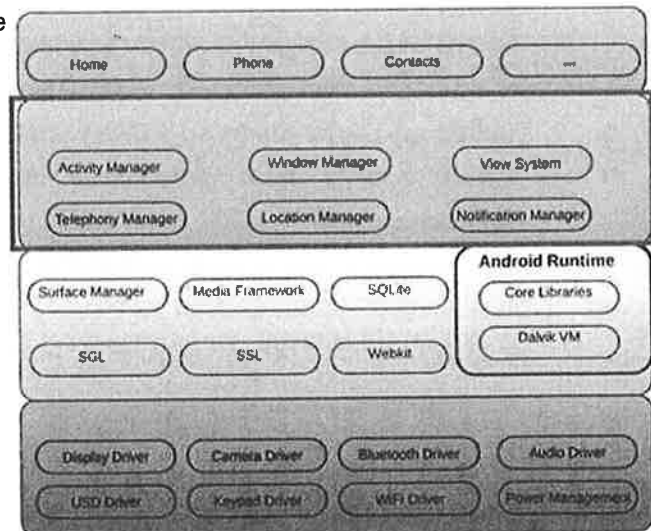 e
Home Phone Contacts ...
Activity Manager Window Manager View System
Telephony Manager Location Manager Notification Manager
Android Runtime
Surface Manager Media Framework SQLite Core Libraries
SGL SSL Webkit Dalvik VM
Display Driver Camera Driver Bluetooth Driver Audio Driver
USD Driver Keypad Driver WiFi Driver Power Management